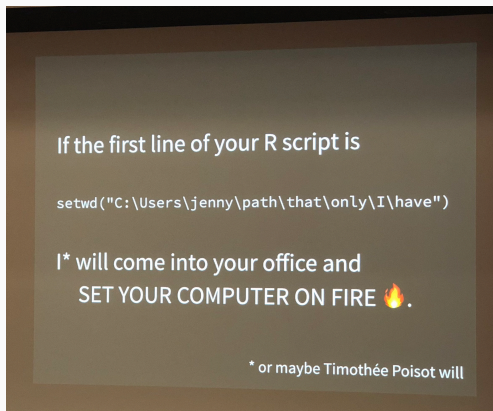 If the first line of your R script is
setwd("C:\Users\jenny\path\that\only\I\have")
I* will come into your office and
SET YOUR COMPUTER ON FIRE 🔥.
* or maybe Timothée Poisot will